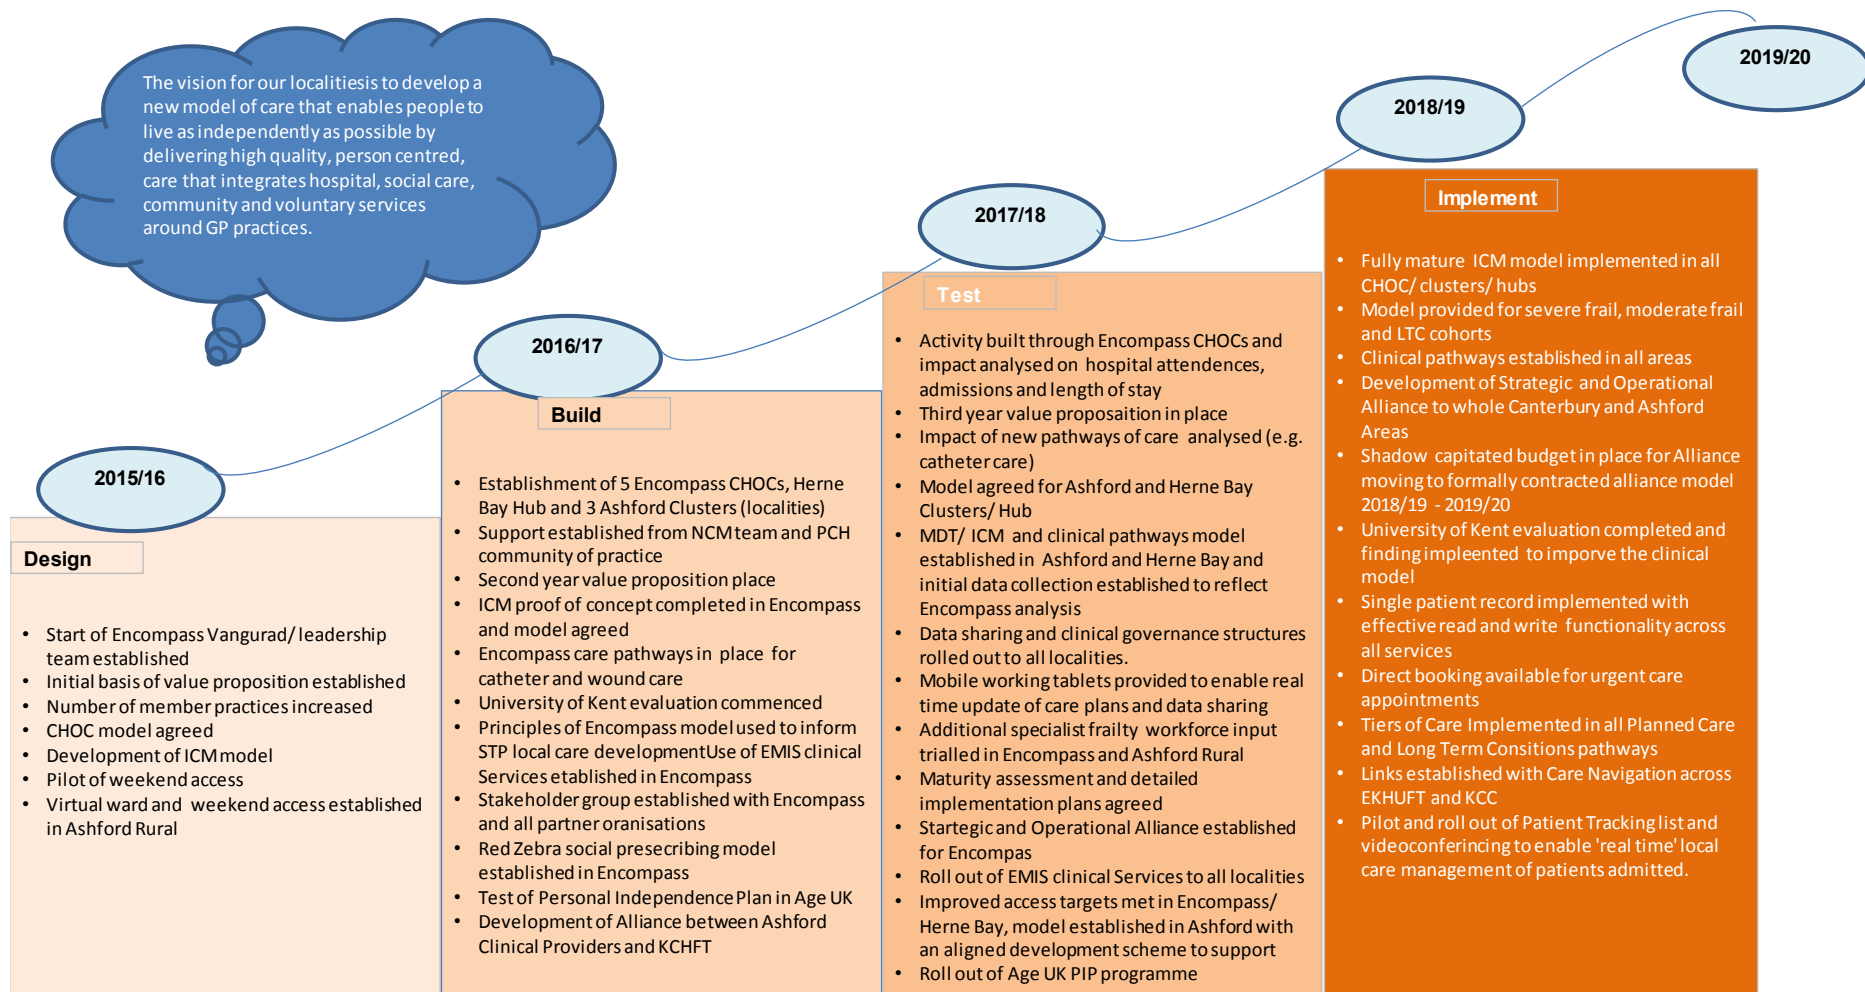 The vision for our localitiesis to develop a
new model of care that enables people to
live as independently as possible by
delivering high quality, person centred,
care that integrates hospital, social care,
community and voluntary services
around GP practices.
2015/16
Design
• Start of Encompass Vangurad/ leadership
team established
• Initial basis of value proposition established
• Number of member practices increased
• CHOC model agreed
• Development of ICM model
• Pilot of weekend access
• Virtual ward and weekend access established
in Ashford Rural
2016/17
Build
• Establishment of 5 Encompass CHOCs, Herne
Bay Hub and 3 Ashford Clusters (localities)
• Support established from NCM team and PCH
community of practice
• Second year value proposition place
• ICM proof of concept completed in Encompass
and model agreed
• Encompass care pathways in place for
catheter and wound care
• University of Kent evaluation commenced
• Principles of Encompass model used to inform
STP local care developmentUse of EMIS clinical
Services etablished in Encompass
• Stakeholder group established with Encompass
and all partner oranisations
• Red Zebra social presecribing model
established in Encompass
• Test of Personal Independence Plan in Age UK
• Development of Alliance between Ashford
Clinical Providers and KCHFT
2017/18
Test
• Activity built through Encompass CHOCs and
impact analysed on hospital attendences,
admissions and length of stay
• Third year value proposaition in place
• Impact of new pathways of care analysed (e.g.
catheter care)
• Model agreed for Ashford and Herne Bay
Clusters/ Hub
• MDT/ ICM and clinical pathways model
established in Ashford and Herne Bay and
initial data collection established to reflect
Encompass analysis
• Data sharing and clinical governance structures
rolled out to all localities.
• Mobile working tablets provided to enable real
time update of care plans and data sharing
• Additional specialist frailty workforce input
trialled in Encompass and Ashford Rural
• Maturity assessment and detailed
implementation plans agreed
• Startegic and Operational Alliance established
for Encompas
• Roll out of EMIS clinical Services to all localities
• Improved access targets met in Encompass/
Herne Bay, model established in Ashford with
an aligned development scheme to support
• Roll out of Age UK PIP programme
2018/19
Implement
• Fully mature ICM model implemented in all
CHOC/ clusters/ hubs
• Model provided for severe frail, moderate frail
and LTC cohorts
• Clinical pathways established in all areas
• Development of Strategic and Operational
Alliance to whole Canterbury and Ashford
Areas
• Shadow capitated budget in place for Alliance
moving to formally contracted alliance model
2018/19 - 2019/20
• University of Kent evaluation completed and
finding impleented to imporve the clinical
model
• Single patient record implemented with
effective read and write functionality across
all services
• Direct booking available for urgent care
appointments
• Tiers of Care Implemented in all Planned Care
and Long Term Consitions pathways
• Links established with Care Navigation across
EKHUFT and KCC
• Pilot and roll out of Patient Tracking list and
videoconferincing to enable 'real time' local
care management of patients admitted.
2019/20